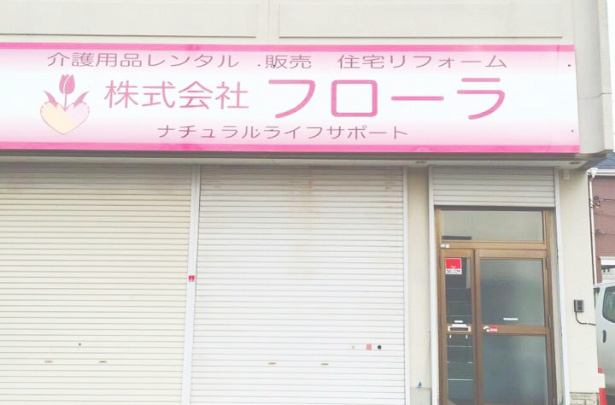 介護用品レンタル・販売　住宅リフォーム
株式会社 フローラ
ナチュラルライフサポート